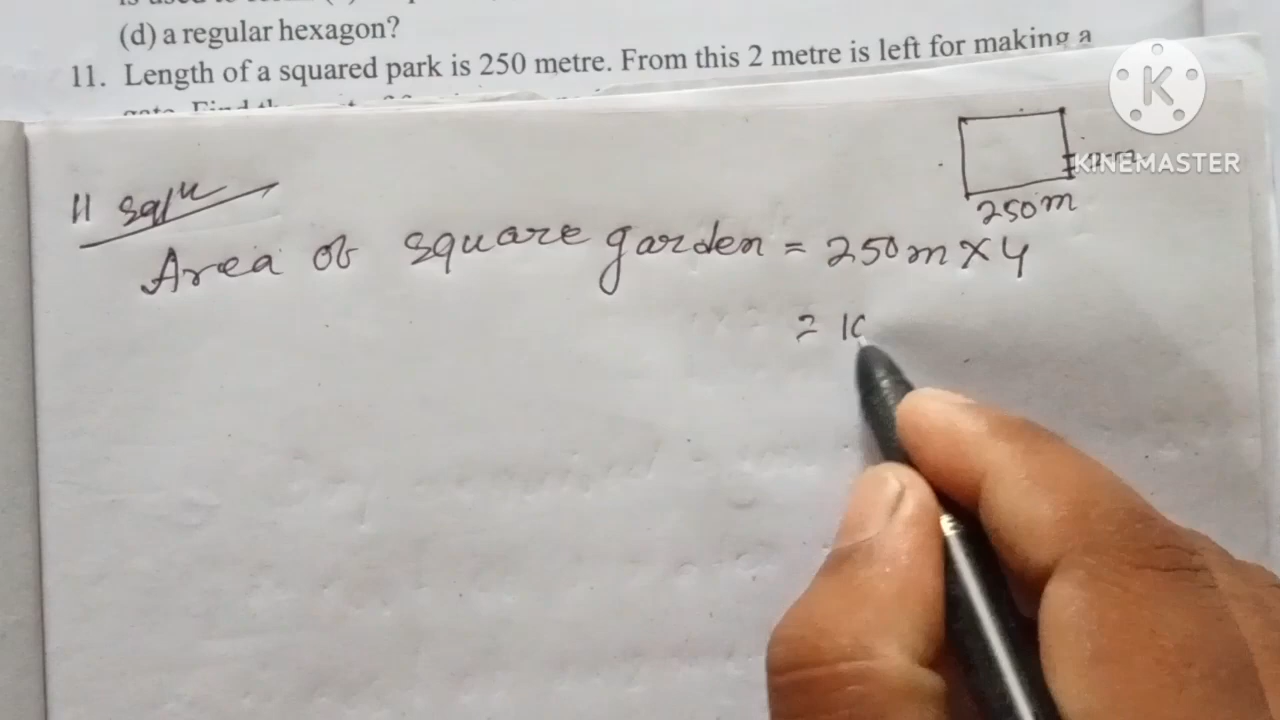 (d) a regular hexagon?
11. Length of a squared park is 250 metre. From this 2 metre is left for making a
K
KINEMASTER
250m
11 sqlu
Area of square garden = 250m × 4
= 10